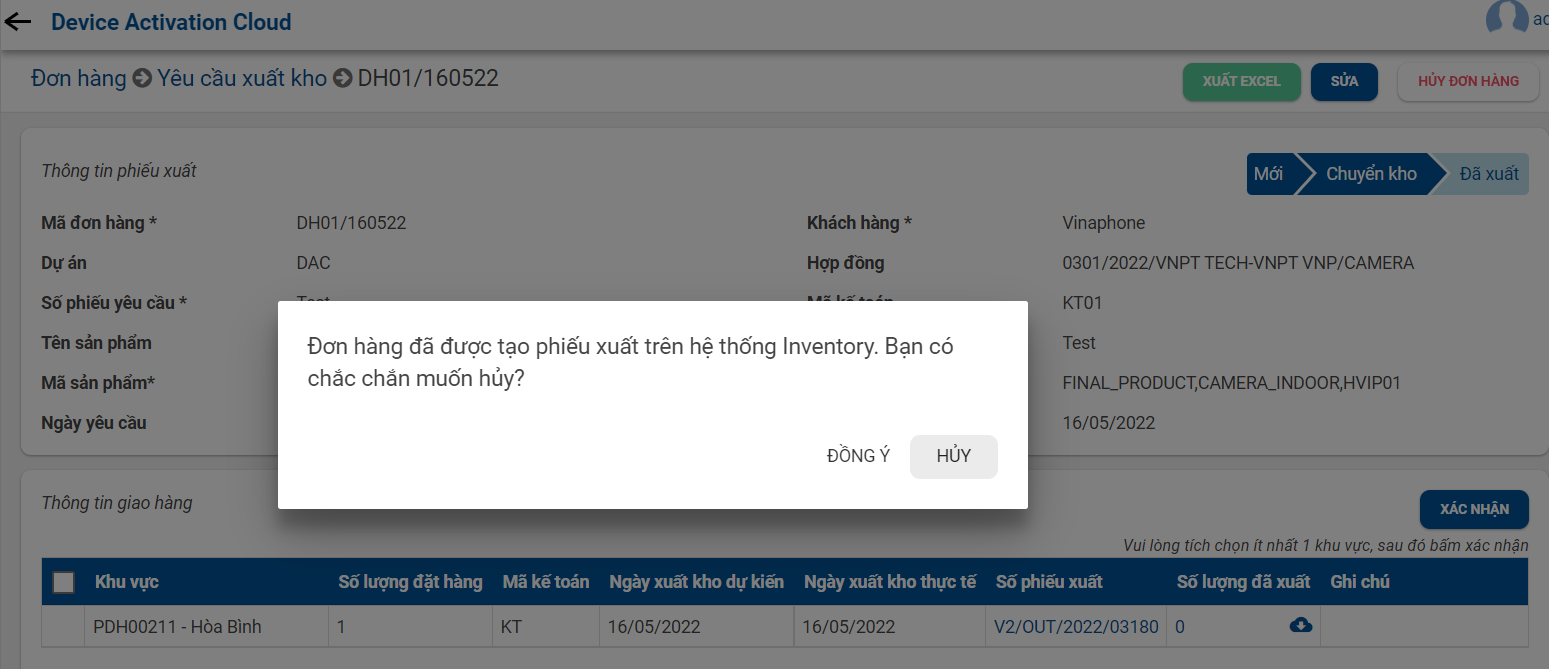 Device Activation Cloud
Đơn hàng Yêu cầu xuất kho DH01/160522
XUẤT EXCEL SỬA HỦY ĐƠN HÀNG
Thông tin phiếu xuất
Mới Chuyển kho Đã xuất
Mã đơn hàng * DH01/160522 Khách hàng * Vinaphone
Dự án DAC Hợp đồng 0301/2022/VNPT TECH-VNPT VNP/CAMERA
Số phiếu yêu cầu * Test Mã kế toán KT01
Tên sản phẩm Test
Mã sản phẩm* FINAL_PRODUCT,CAMERA_INDOOR,HVIP01
Ngày yêu cầu 16/05/2022
Đơn hàng đã được tạo phiếu xuất trên hệ thống Inventory. Bạn có
chắc chắn muốn hủy?
ĐỒNG Ý HỦY
Thông tin giao hàng
XÁC NHẬN
Vui lòng tích chọn ít nhất 1 khu vực, sau đó bấm xác nhận
Khu vực Số lượng đặt hàng Mã kế toán Ngày xuất kho dự kiến Ngày xuất kho thực tế Số phiếu xuất Số lượng đã xuất Ghi chú
PDH00211 - Hòa Bình 1 KT 16/05/2022 16/05/2022 V2/OUT/2022/03180 0